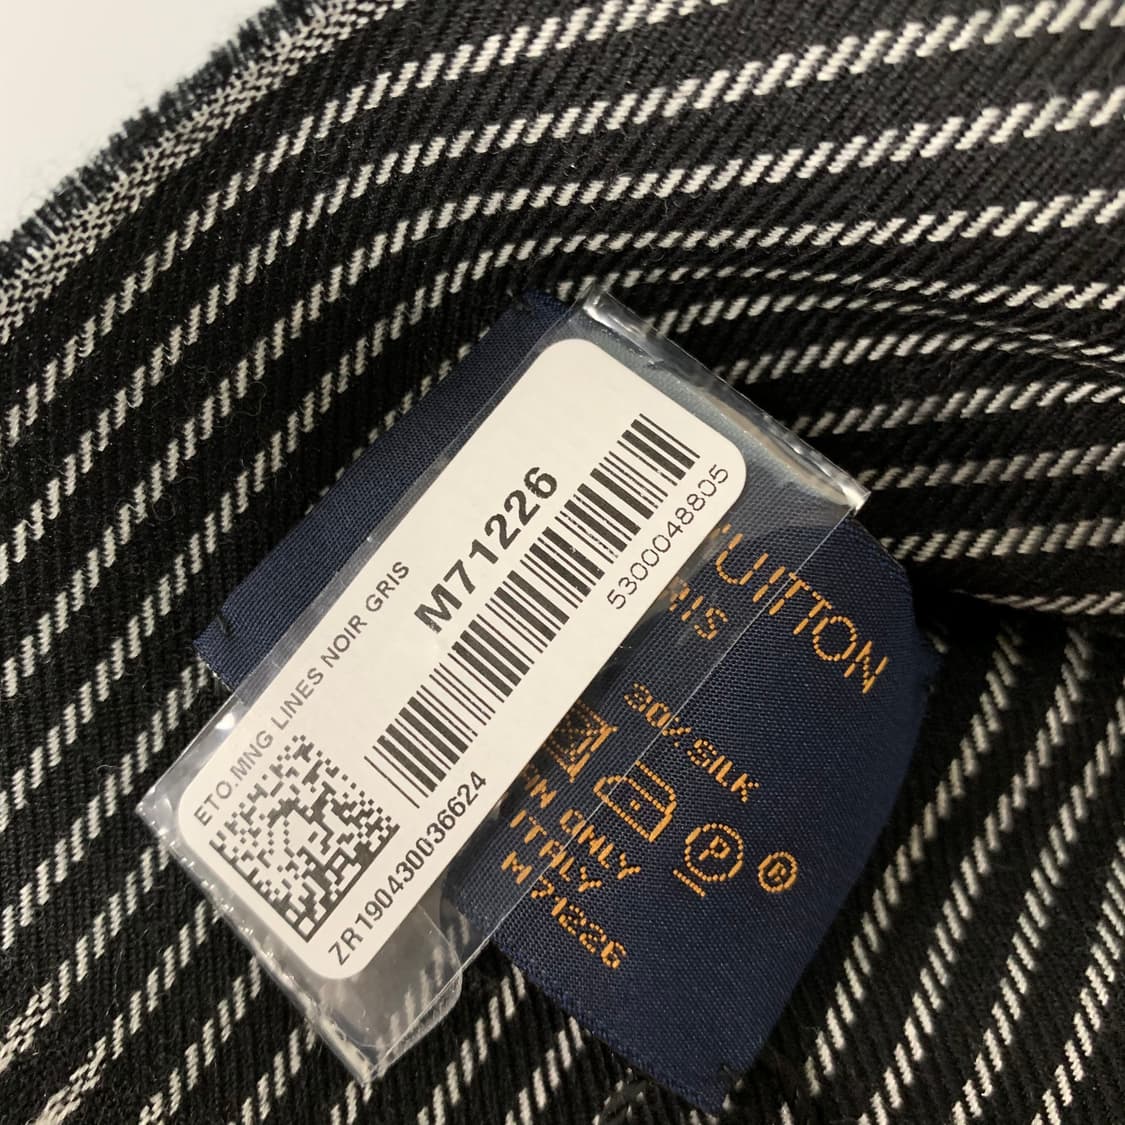 ETO.MNG LINES NOIR GRIS
M71226
5300048805
ZR190430036624
UITTON
RIS
30% SILK
P
ONLY
ITALY
M71226
R